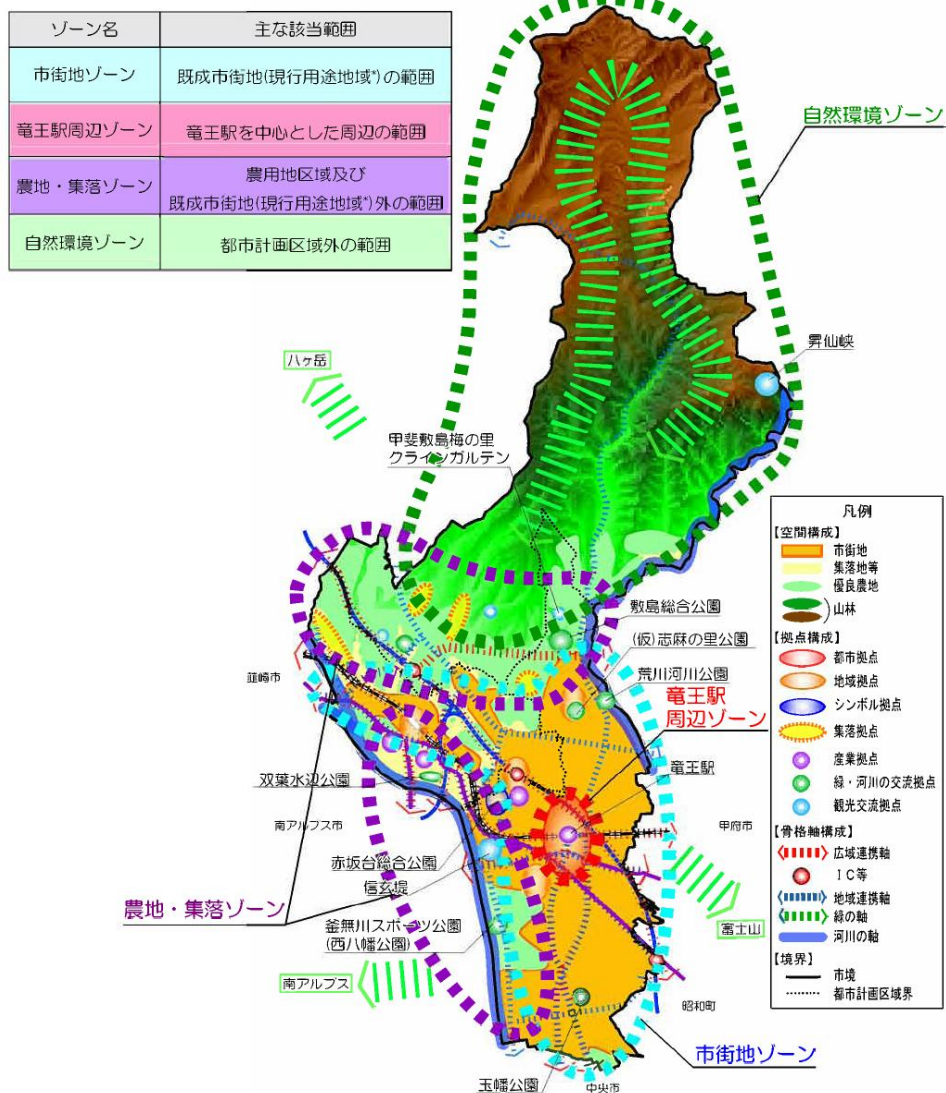 ゾーン名 主な該当範囲
市街地ゾーン 既成市街地(現行用途地域*)の範囲
竜王駅周辺ゾーン 竜王駅を中心とした周辺の範囲
農地・集落ゾーン 農用地区域及び
既成市街地(現行用途地域*)外の範囲
自然環境ゾーン 都市計画区域外の範囲
自然環境ゾーン
昇仙峡
八ヶ岳
甲斐敷島梅の里
クラインガルテン
敷島総合公園
(仮)志麻の里公園
荒川河川公園
韮崎市
竜王駅
周辺ゾーン
竜王駅
双葉水辺公園
南アルプス市
甲府市
赤坂台総合公園
信玄堤
農地・集落ゾーン
釜無川スポーツ公園
(西八幡公園)
富士山
南アルプス
昭和町
市街地ゾーン
玉幡公園
中央市
凡例
【空間構成】
市街地
集落地等
優良農地
山林
【拠点構成】
都市拠点
地域拠点
シンボル拠点
集落拠点
産業拠点
緑・河川の交流拠点
観光交流拠点
【骨格軸構成】
広域連携軸
IC等
地域連携軸
緑の軸
河川の軸
【境界】
市境
都市計画区域界